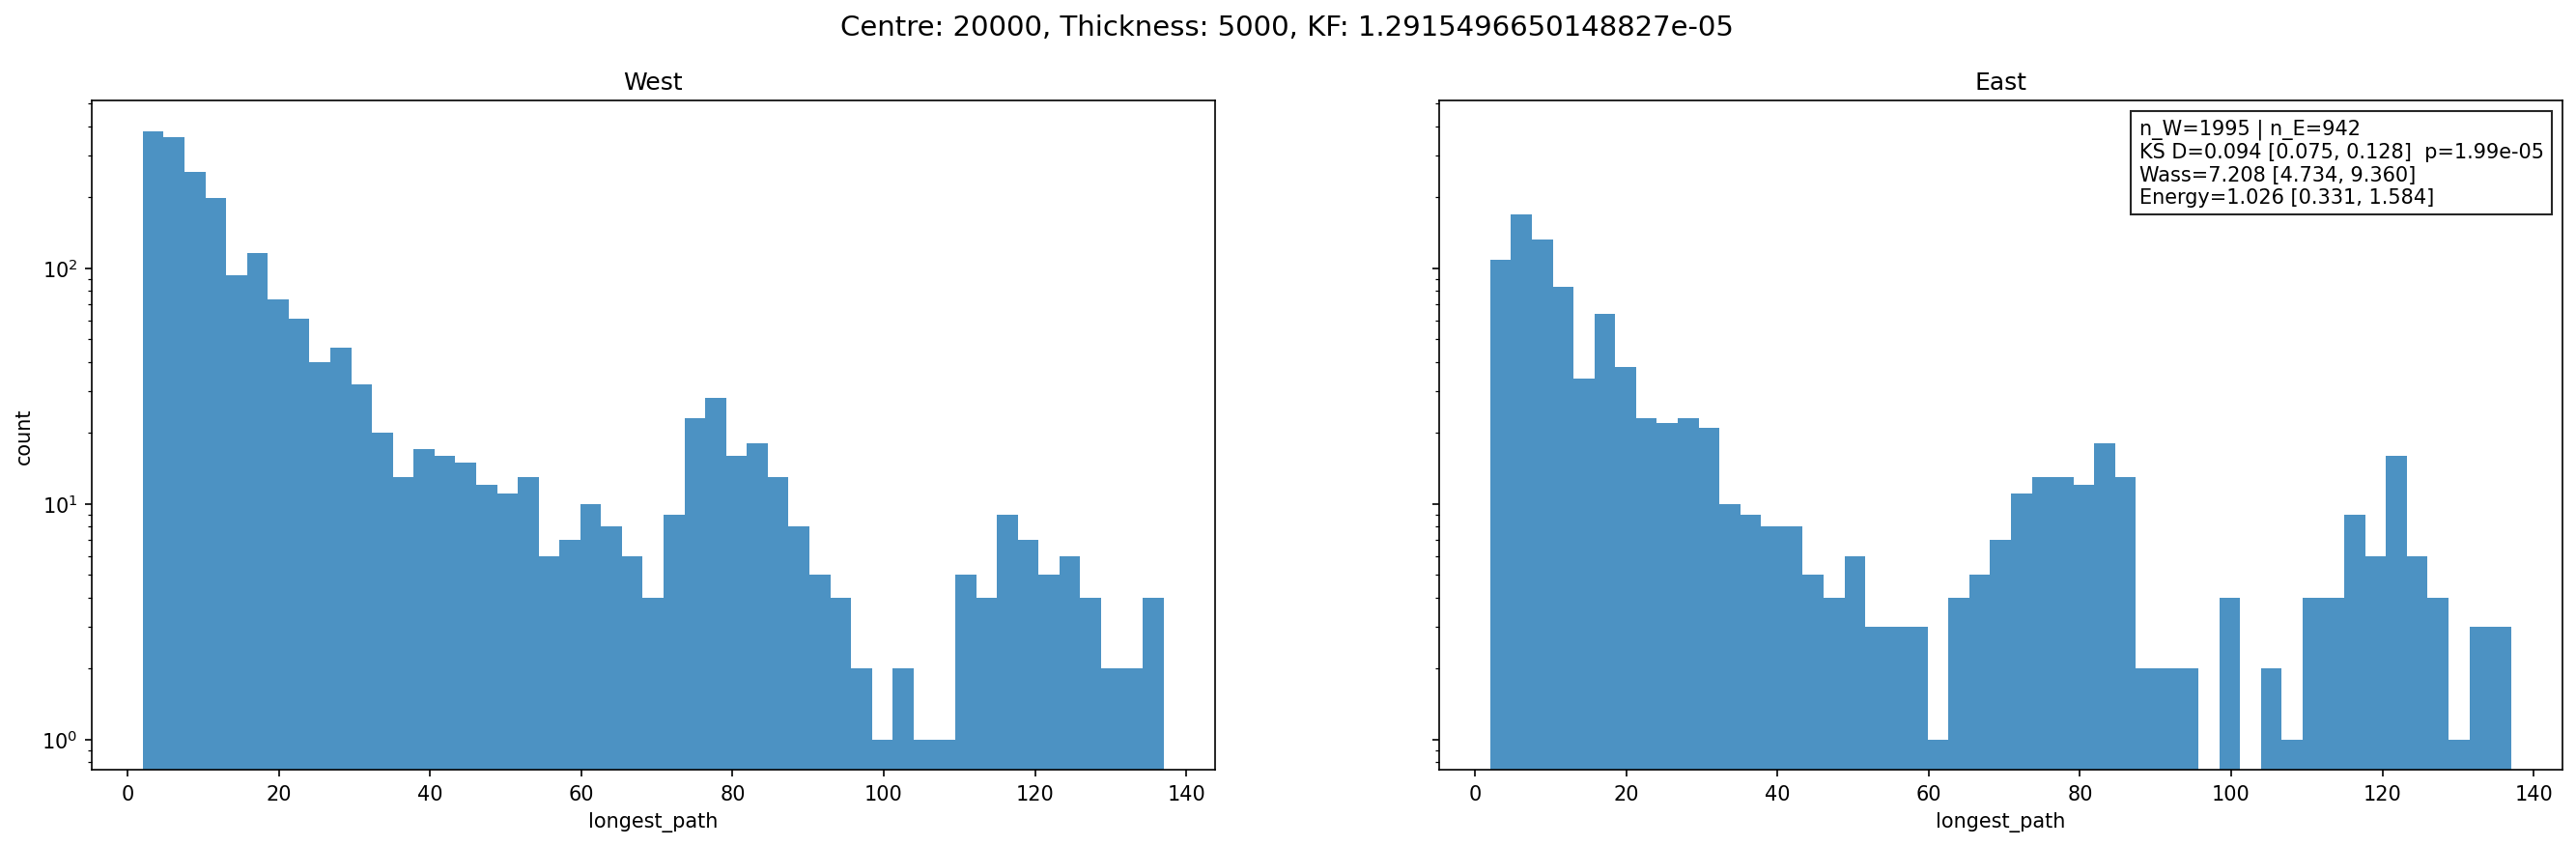 Centre: 20000, Thickness: 5000, KF: 1.2915496650148827e-05
West
count
10²
10¹
10⁰
0 20 40 60 80 100 120 140
longest_path
East
n_W=1995 | n_E=942
KS D=0.094 [0.075, 0.128]  p=1.99e-05
Wass=7.208 [4.734, 9.360]
Energy=1.026 [0.331, 1.584]
0 20 40 60 80 100 120 140
longest_path